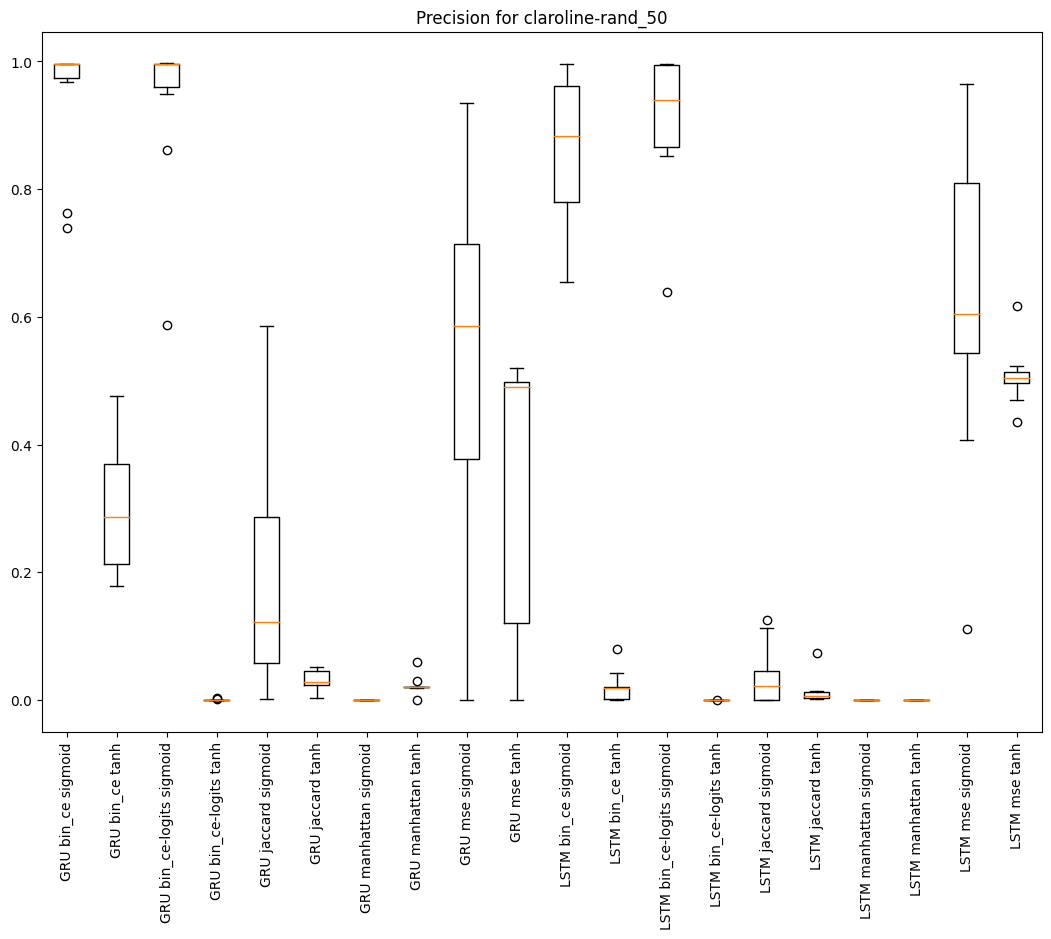 Precision for claroline-rand_50
1.0
0.8
0.6
0.4
0.2
0.0
GRU bin_ce sigmoid
GRU bin_ce tanh
GRU bin_ce-logits sigmoid
GRU bin_ce-logits tanh
GRU jaccard sigmoid
GRU jaccard tanh
GRU manhattan sigmoid
GRU manhattan tanh
GRU mse sigmoid
GRU mse tanh
LSTM bin_ce sigmoid
LSTM bin_ce tanh
LSTM bin_ce-logits sigmoid
LSTM bin_ce-logits tanh
LSTM jaccard sigmoid
LSTM jaccard tanh
LSTM manhattan sigmoid
LSTM manhattan tanh
LSTM mse sigmoid
LSTM mse tanh